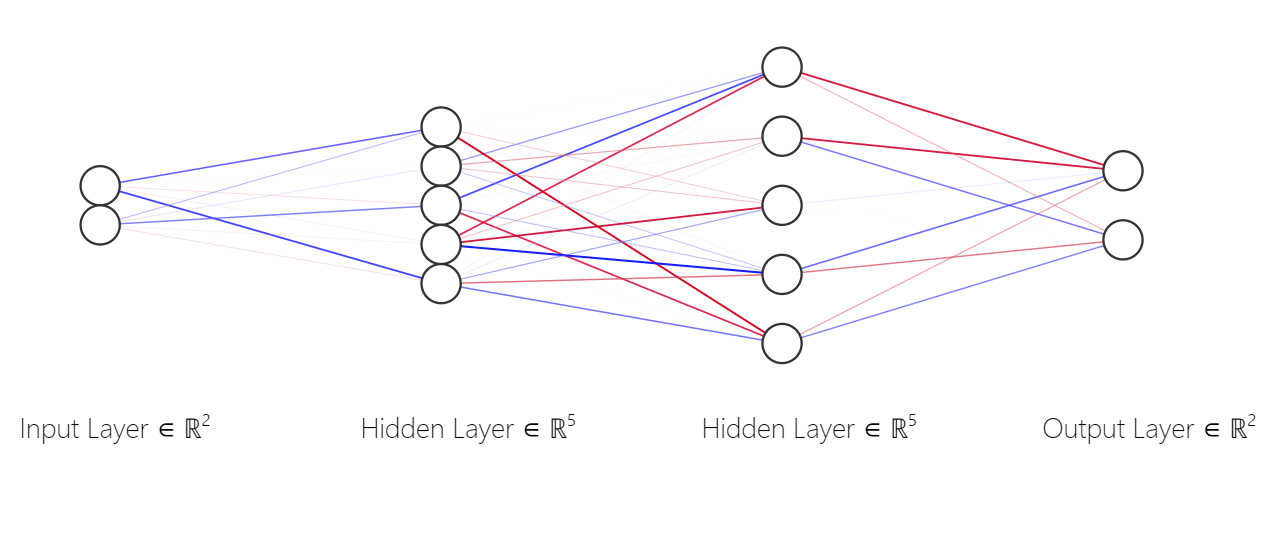 Input Layer ∈ ℝ² Hidden Layer ∈ ℝ⁵ Hidden Layer ∈ ℝ⁵ Output Layer ∈ ℝ²